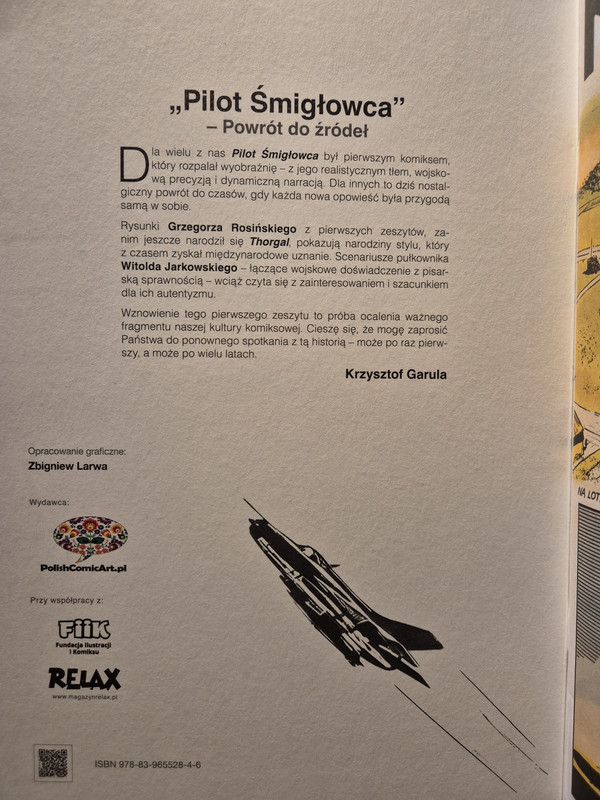 „Pilot Śmigłowca”
– Powrót do źródeł
Dla wielu z nas Pilot Śmigłowca był pierwszym komiksem,
który rozpalał wyobraźnię – z jego realistycznym tłem, wojsko-
wą precyzją i dynamiczną narracją. Dla innych to dziś nostal-
giczny powrót do czasów, gdy każda nowa opowieść była przygodą
samą w sobie.
Rysunki Grzegorza Rosińskiego z pierwszych zeszytów, za-
nim jeszcze narodził się Thorgal, pokazują narodziny stylu, który
z czasem zyskał międzynarodowe uznanie. Scenariusze pułkownika
Witolda Jarkowskiego – łączące wojskowe doświadczenie z pisar-
ską sprawnością – wciąż czyta się z zainteresowaniem i szacunkiem
dla ich autentyzmu.
Wznowienie tego pierwszego zeszytu to próba ocalenia ważnego
fragmentu naszej kultury komiksowej. Cieszę się, że mogę zaprosić
Państwa do ponownego spotkania z tą historią – może po raz pierw-
szy, a może po wielu latach.
Krzysztof Garula
Opracowanie graficzne:
Zbigniew Larwa
Wydawca:
PolishComicArt.pl
Przy współpracy z:
FiiK
Fundacja Ilustracji
i Komiksu
RELAX
www.magazynrelax.pl
ISBN 978-83-965528-4-6
NA LOT